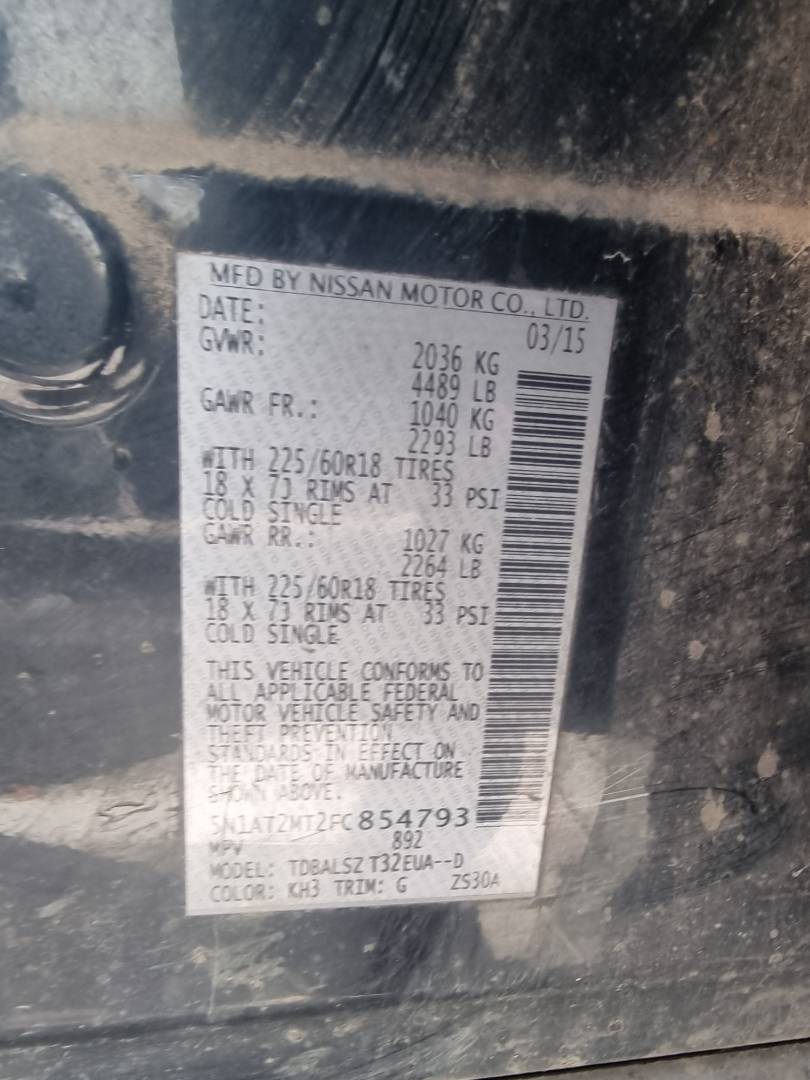 MFD BY NISSAN MOTOR CO., LTD.
DATE: 03/15
GVWR: 2036 KG
4489 LB
GAWR FR.: 1040 KG
2293 LB
WITH 225/60R18 TIRES
18 X 7J RIMS AT 33 PSI
COLD SINGLE
GAWR RR.: 1027 KG
2264 LB
WITH 225/60R18 TIRES
18 X 7J RIMS AT 33 PSI
COLD SINGLE
THIS VEHICLE CONFORMS TO
ALL APPLICABLE FEDERAL
MOTOR VEHICLE SAFETY AND
THEFT PREVENTION
STANDARDS IN EFFECT ON
THE DATE OF MANUFACTURE
SHOWN ABOVE.
5N1AT2MT2FC854793
MPV 892
MODEL: TDBALSZ T32EUA--D
COLOR: KH3 TRIM: G ZS30A